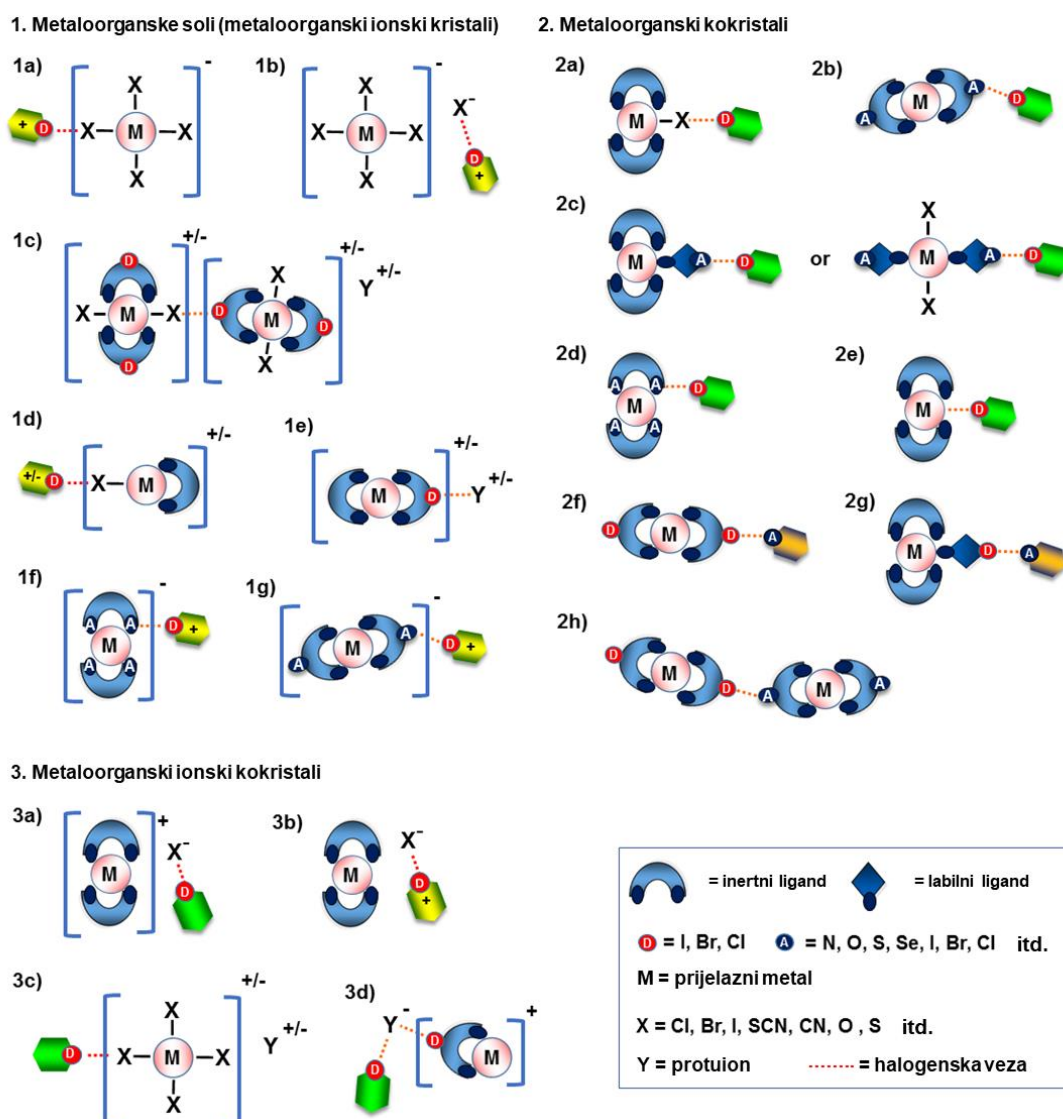 1. Metaloorganske soli (metaloorganski ionski kristali)
1a)
+ D X X M X X -
1b)
X X M X X - X⁻ D +
1c)
D X M X D +/- D X M X D +/- Y +/-
1d)
+/- D X M +/-
1e)
M D +/- Y +/-
1f)
A A M A A - D +
1g)
A M A - D +
2. Metaloorganski kokristali
2a)
M X D
2b)
A M A D
2c)
M A D or A X M X A D
2d)
A A M A A D
2e)
M D
2f)
D M D A
2g)
M D A
2h)
D M D A M A
3. Metaloorganski ionski kokristali
3a)
M + X⁻ D
3b)
M X⁻ D +
3c)
D X X M X X +/- Y +/-
3d)
Y - D D M +
= inertni ligand = labilni ligand
D = I, Br, Cl A = N, O, S, Se, I, Br, Cl itd.
M = prijelazni metal
X = Cl, Br, I, SCN, CN, O , S itd.
Y = protuion = halogenska veza